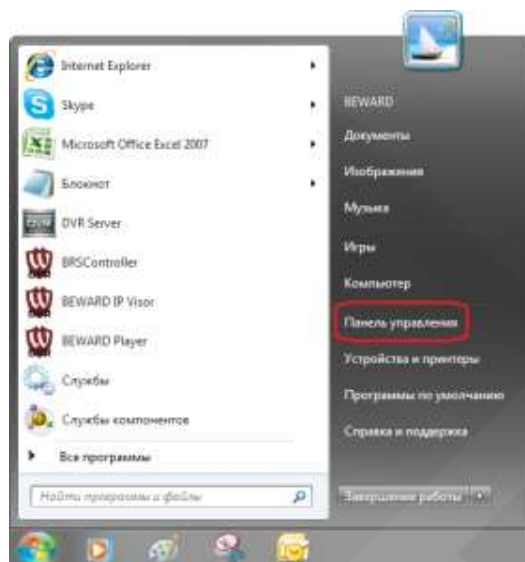 Internet Explorer
Skype
Microsoft Office Excel 2007
Блокнот
DVR Server
BRSController
BEWARD IP Visor
BEWARD Player
Службы
Службы компонентов
Все программы
Найти программы и файлы
BEWARD
Документы
Изображения
Музыка
Игры
Компьютер
Панель управления
Устройства и принтеры
Программы по умолчанию
Справка и поддержка
Завершение работы